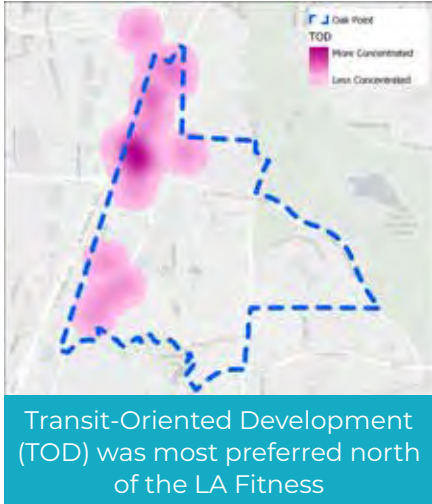 Oak Point
TOD
More Concentrated
Less Concentrated
Transit-Oriented Development
(TOD) was most preferred north
of the LA Fitness